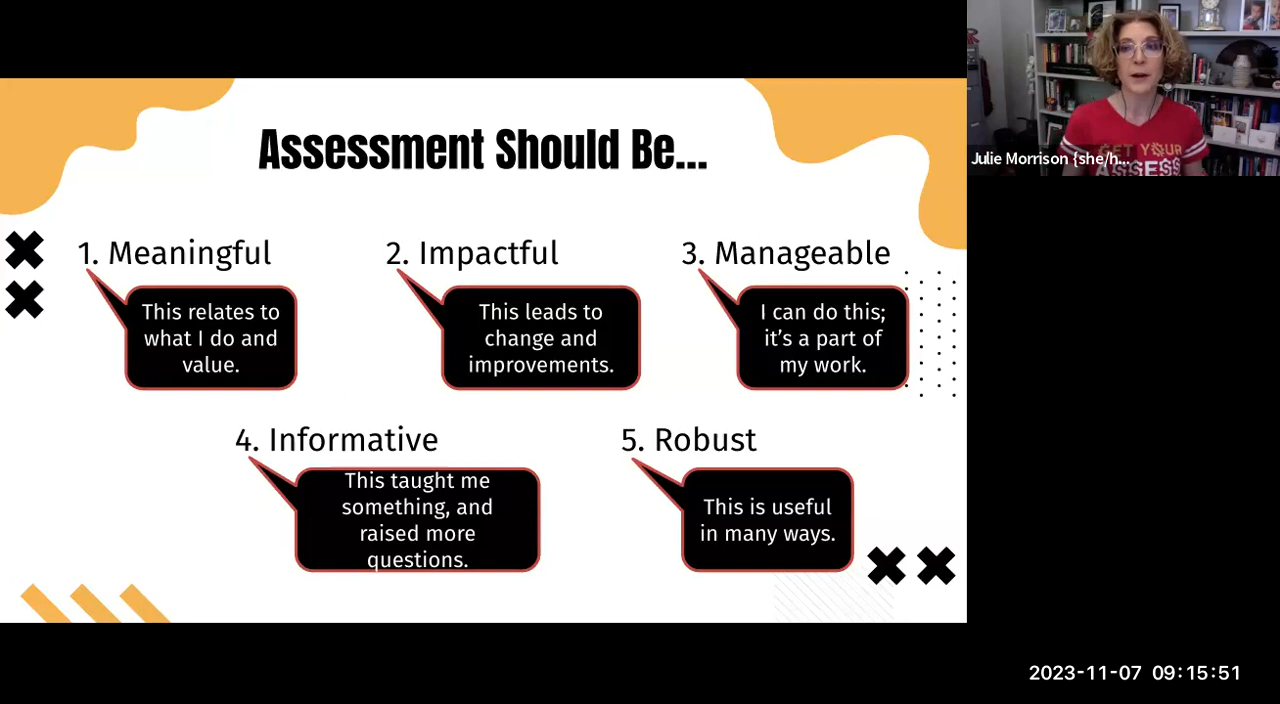 Assessment Should Be...
1. Meaningful
This relates to
what I do and
value.
2. Impactful
This leads to
change and
improvements.
3. Manageable
I can do this;
it's a part of
my work.
4. Informative
This taught me
something, and
raised more
questions.
5. Robust
This is useful
in many ways.
Julie Morrison {she/h...
GET YOUR
ASSESS
2023-11-07 09:15:51